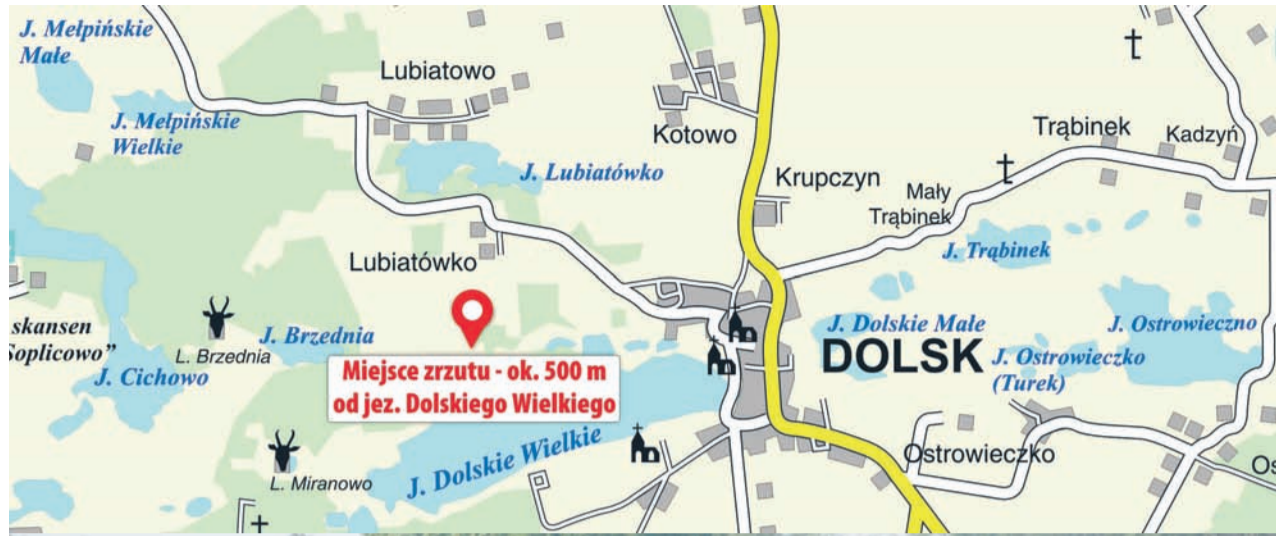 J. Mełpińskie
Małe
Lubiatowo
J. Mełpińskie
Wielkie
Kotowo
Trąbinek
Kadzyń
J. Lubiatówko
Krupczyn
Mały
Trąbinek
J. Trąbinek
Lubiatówko
skansen
Soplicowo”
L. Brzednia
J. Brzednia
J. Cichowo
Miejsce zrzutu - ok. 500 m
od jez. Dolskiego Wielkiego
J. Dolskie Małe
DOLSK
J. Ostrowieczno
J. Ostrowieczko
(Turek)
J. Dolskie Wielkie
L. Miranowo
Ostrowieczko
Os